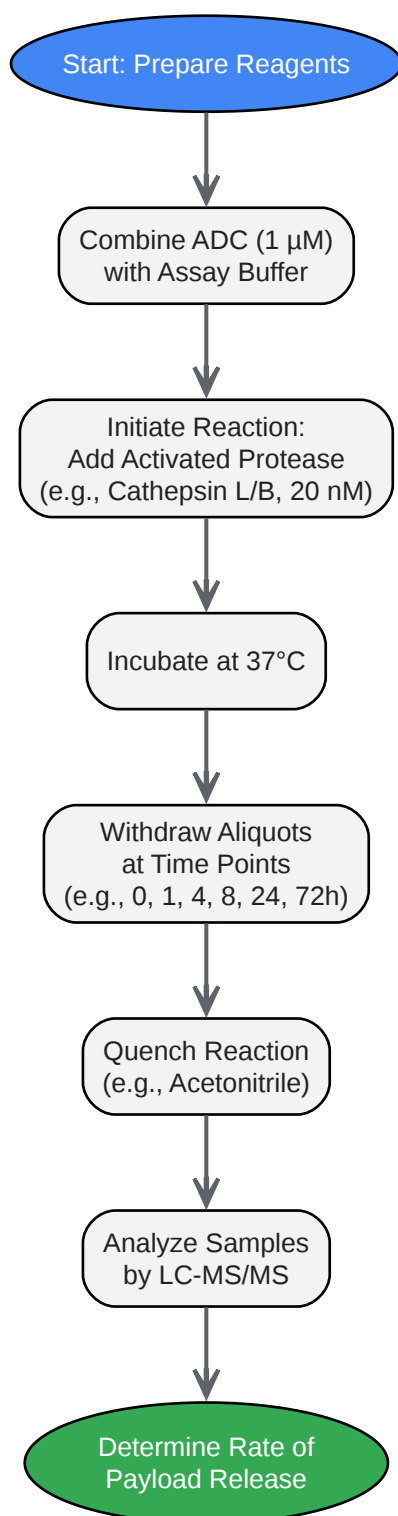 Start: Prepare Reagents
Combine ADC (1 µM)
with Assay Buffer
Initiate Reaction:
Add Activated Protease
(e.g., Cathepsin L/B, 20 nM)
Incubate at 37°C
Withdraw Aliquots
at Time Points
(e.g., 0, 1, 4, 8, 24, 72h)
Quench Reaction
(e.g., Acetonitrile)
Analyze Samples
by LC-MS/MS
Determine Rate of
Payload Release